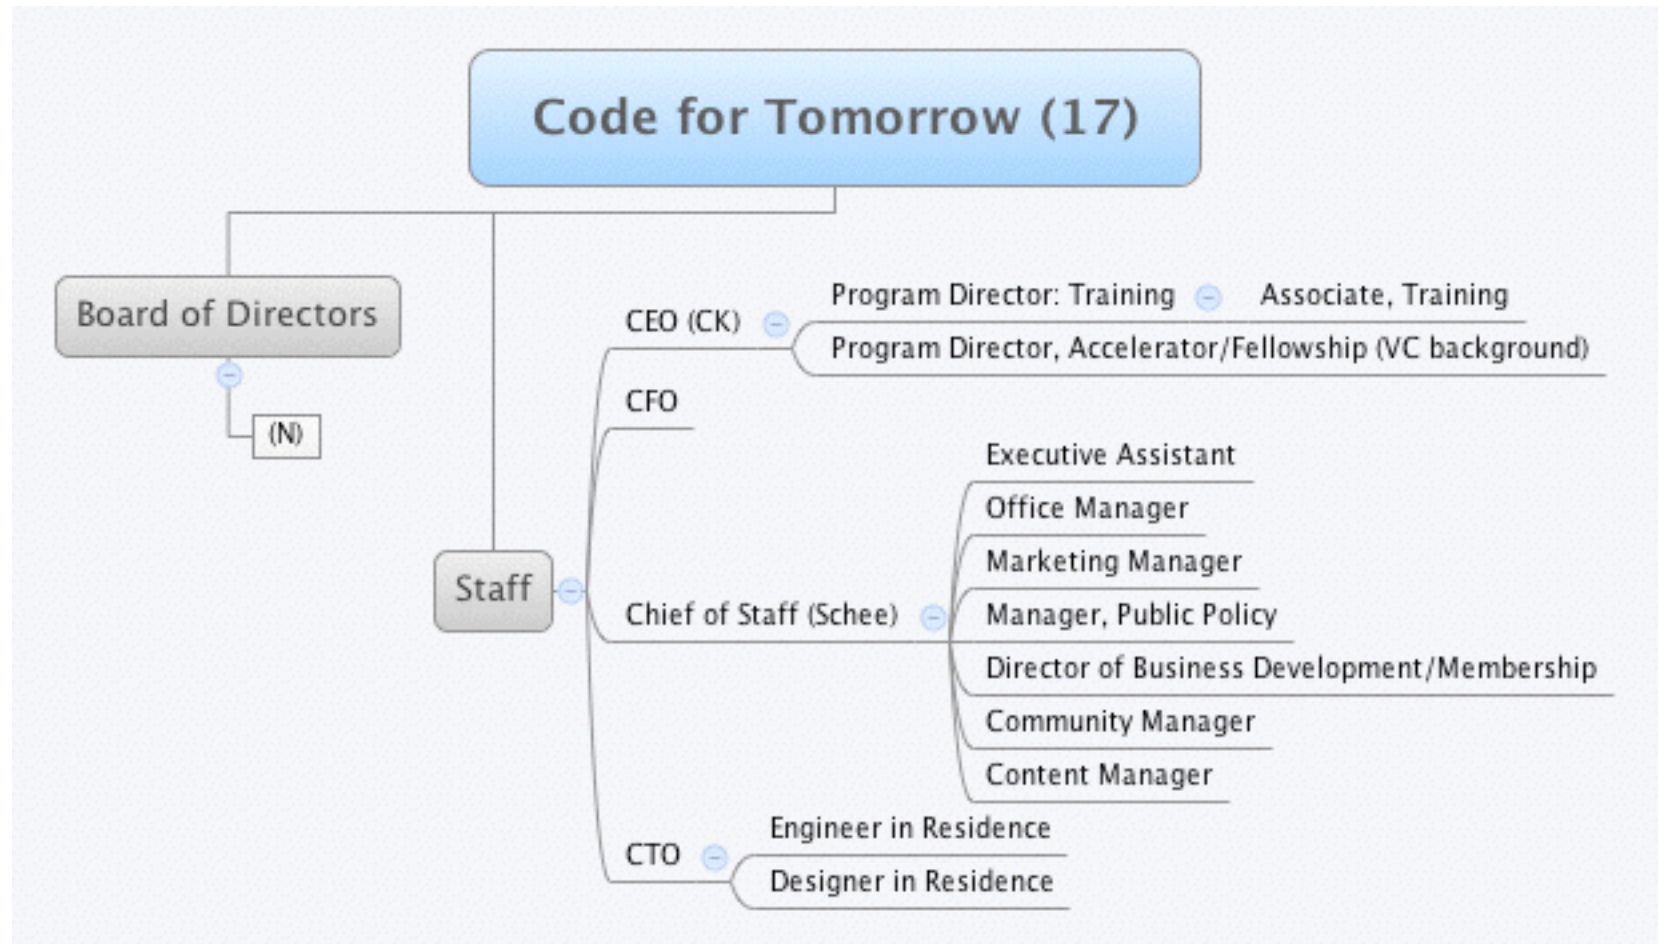 Code for Tomorrow (17)
Board of Directors
(N)
Staff
CEO (CK)
Program Director: Training
Associate, Training
Program Director, Accelerator/Fellowship (VC background)
CFO
Chief of Staff (Schee)
Executive Assistant
Office Manager
Marketing Manager
Manager, Public Policy
Director of Business Development/Membership
Community Manager
Content Manager
CTO
Engineer in Residence
Designer in Residence